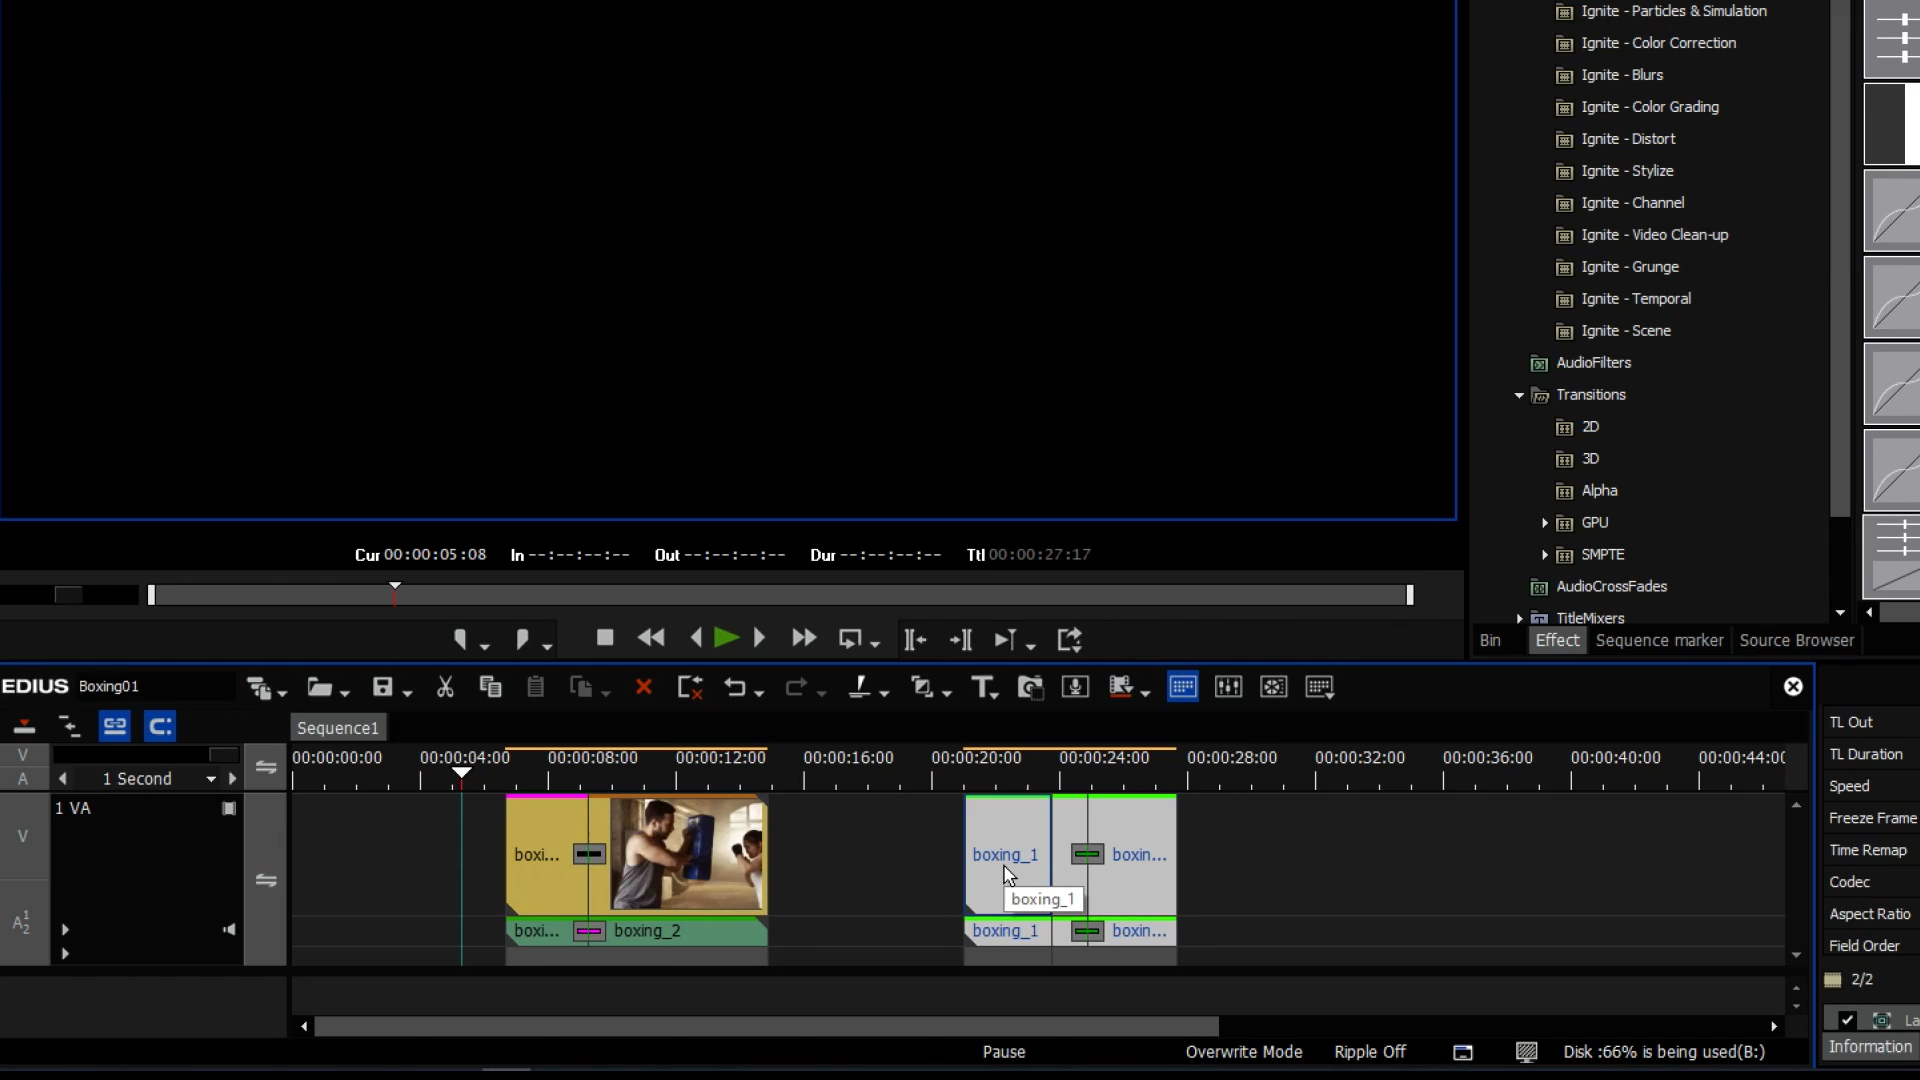 Ignite - Particles & Simulation
Ignite - Color Correction
Ignite - Blurs
Ignite - Color Grading
Ignite - Distort
Ignite - Stylize
Ignite - Channel
Ignite - Video Clean-up
Ignite - Grunge
Ignite - Temporal
Ignite - Scene
AudioFilters
Transitions
2D
3D
Alpha
GPU
SMPTE
AudioCrossFades
TitleMixers
Cur 00:00:05:08 In --:--:--:-- Out --:--:--:-- Dur --:--:--:-- Ttl 00:00:27:17
Bin Effect Sequence marker Source Browser
EDIUS Boxing01
Sequence1
V
A
1 Second
00:00:00:00 00:00:04:00 00:00:08:00 00:00:12:00 00:00:16:00 00:00:20:00 00:00:24:00 00:00:28:00 00:00:32:00 00:00:36:00 00:00:40:00 00:00:44:00
1 VA
V
boxi... boxing_1 boxin...
boxing_1
A 1 2
boxi... boxing_2 boxing_1 boxin...
TL Out
TL Duration
Speed
Freeze Frame
Time Remap
Codec
Aspect Ratio
Field Order
2/2
La
Information
Pause Overwrite Mode Ripple Off Disk :66% is being used(B:)